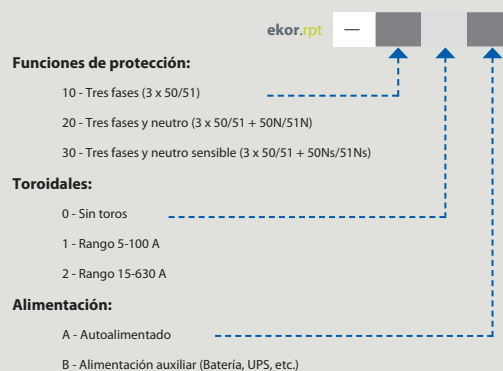 ekor.rpt —
Funciones de protección:
10 - Tres fases (3 x 50/51)
20 - Tres fases y neutro (3 x 50/51 + 50N/51N)
30 - Tres fases y neutro sensible (3 x 50/51 + 50Ns/51Ns)
Toroidales:
0 - Sin toros
1 - Rango 5-100 A
2 - Rango 15-630 A
Alimentación:
A - Autoalimentado
B - Alimentación auxiliar (Batería, UPS, etc.)